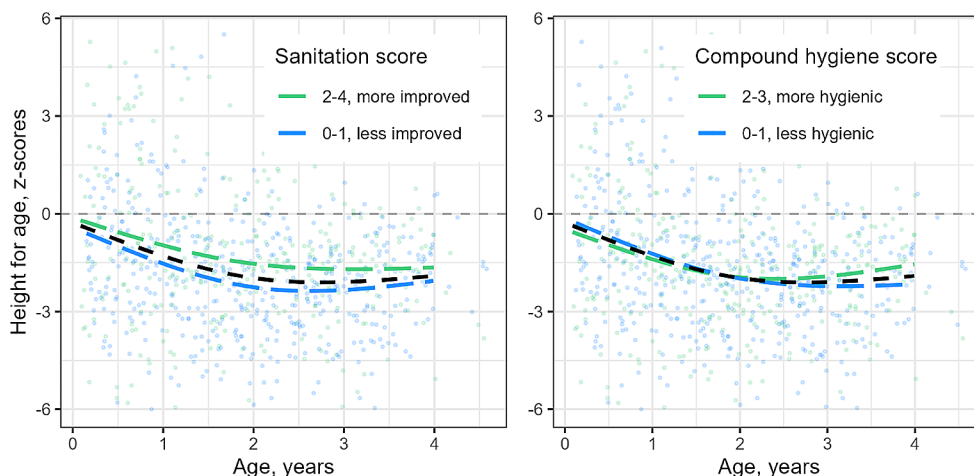 6
3
0
-3
-6
Height for age, z-scores
Sanitation score
2-4, more improved
0-1, less improved
0
1
2
3
4
Age, years
6
3
0
-3
-6
Compound hygiene score
2-3, more hygienic
0-1, less hygienic
0
1
2
3
4
Age, years